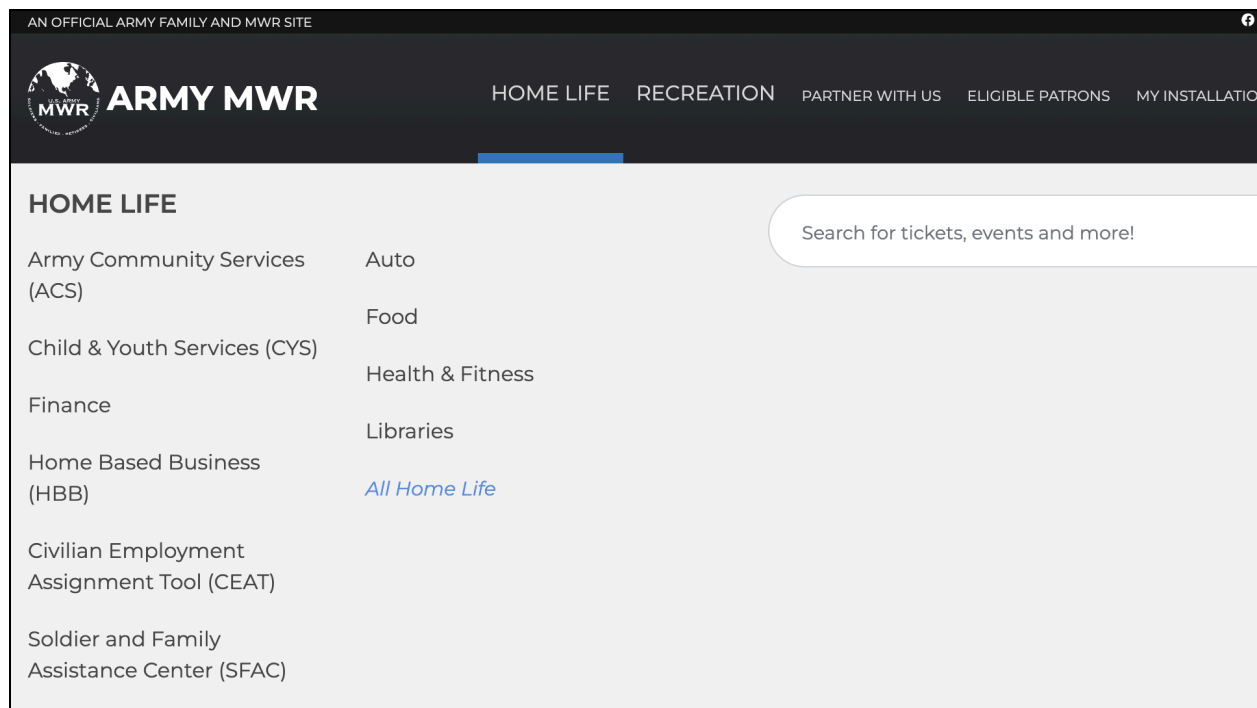 AN OFFICIAL ARMY FAMILY AND MWR SITE
U.S. ARMY
MWR
ARMY MWR
HOME LIFE
RECREATION
PARTNER WITH US
ELIGIBLE PATRONS
MY INSTALLATIO
HOME LIFE
Search for tickets, events and more!
Army Community Services
(ACS)
Child & Youth Services (CYS)
Finance
Home Based Business
(HBB)
Civilian Employment
Assignment Tool (CEAT)
Soldier and Family
Assistance Center (SFAC)
Auto
Food
Health & Fitness
Libraries
All Home Life